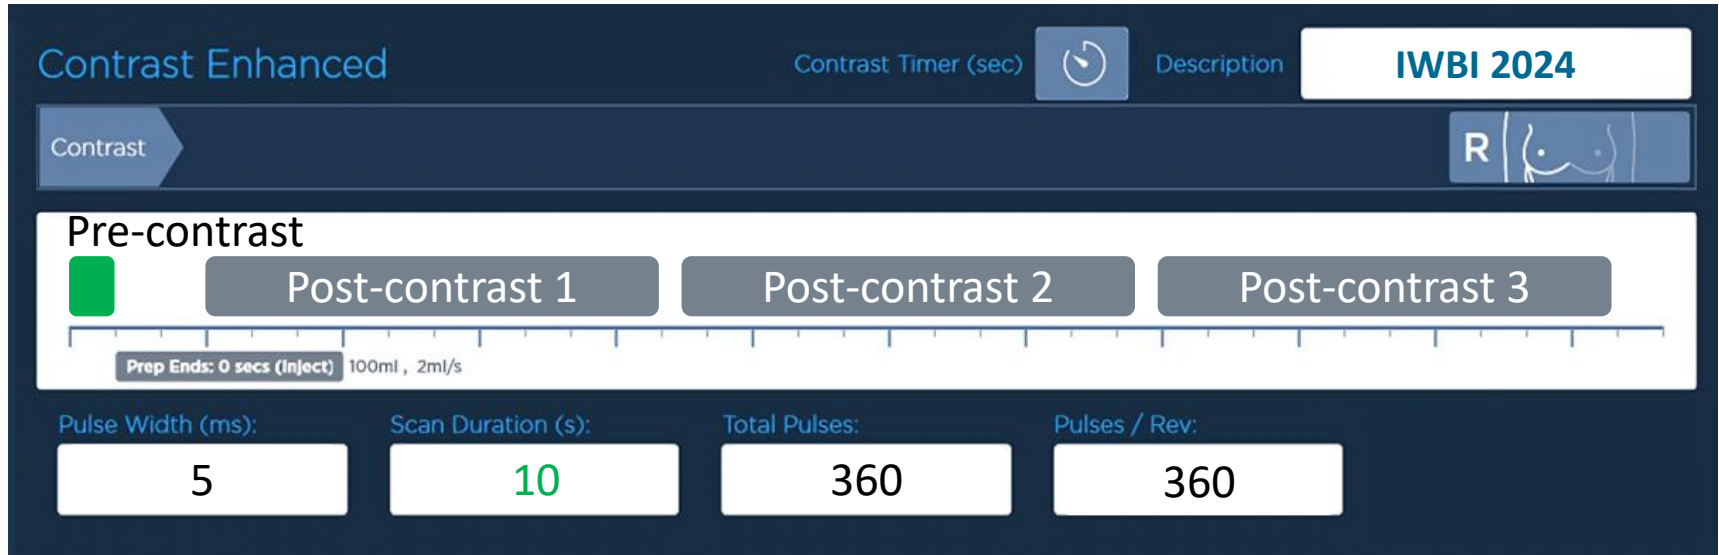 Contrast Enhanced
Contrast Timer (sec)
Description
IWBI 2024
Contrast
R
Pre-contrast
Post-contrast 1
Post-contrast 2
Post-contrast 3
Prep Ends: 0 secs (Inject) 100ml , 2ml/s
Pulse Width (ms):
Scan Duration (s):
Total Pulses:
Pulses / Rev:
5
10
360
360